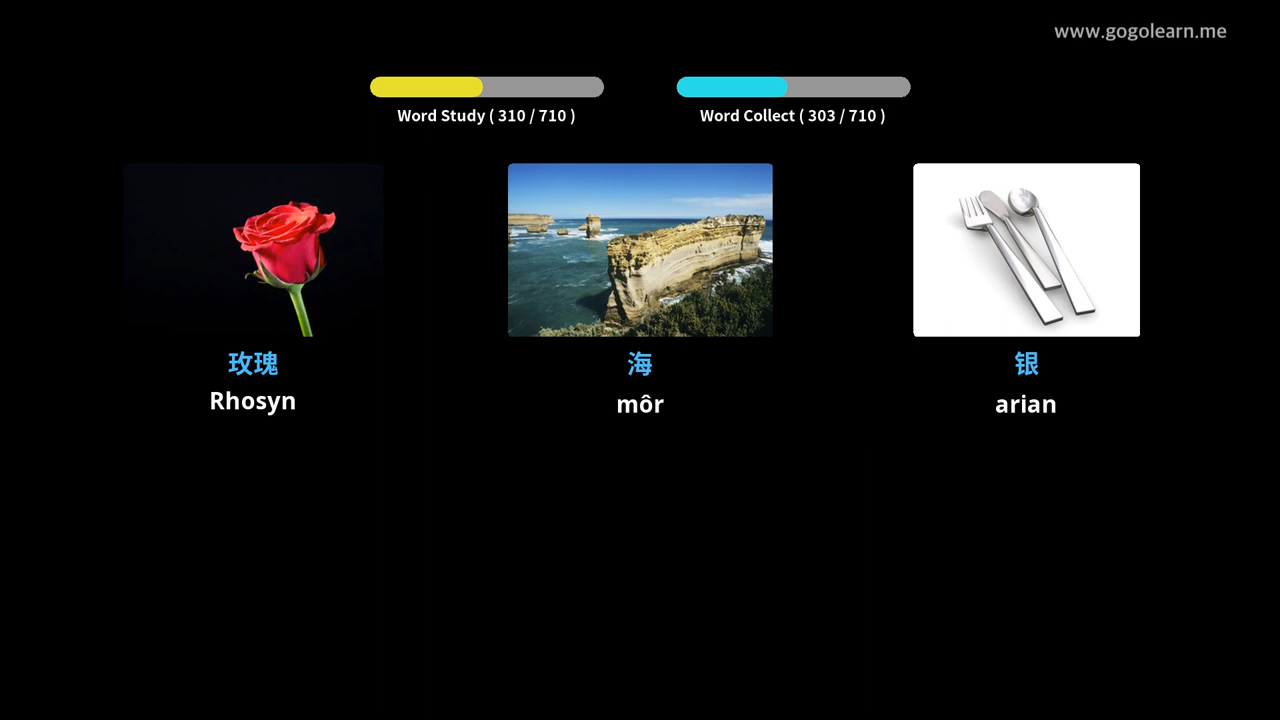 www.gogolearn.me
Word Study ( 310 / 710 )
Word Collect ( 303 / 710 )
玫瑰
Rhosyn
海
môr
银
arian